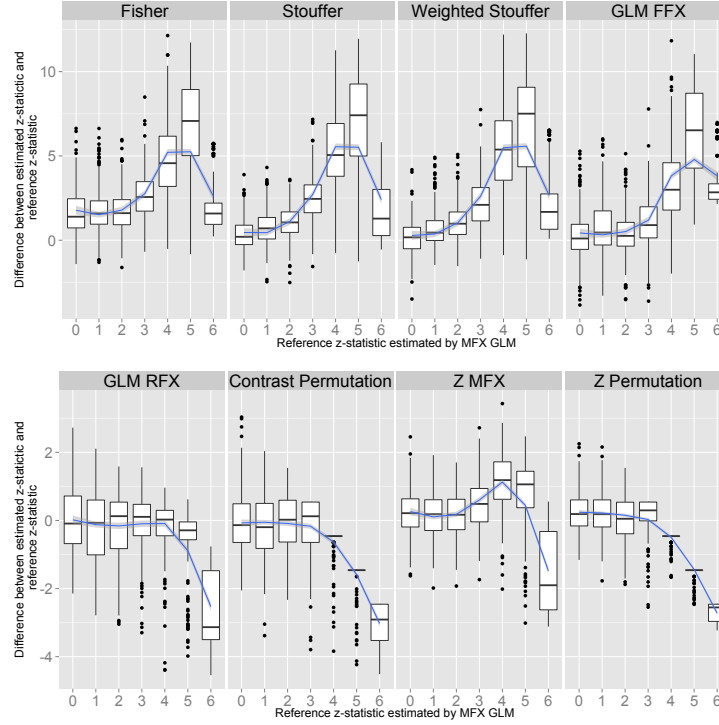 Fisher Stouffer Weighted Stouffer GLM FFX
Difference between estimated z-statictic and
reference z-statistic
10
5
0
0 1 2 3 4 5 6 0 1 2 3 4 5 6 0 1 2 3 4 5 6 0 1 2 3 4 5 6
Reference z-statistic estimated by MFX GLM
GLM RFX Contrast Permutation Z MFX Z Permutation
Difference between estimated z-staticic and
reference z-statistic
2
0
-2
-4
0 1 2 3 4 5 6 0 1 2 3 4 5 6 0 1 2 3 4 5 6 0 1 2 3 4 5 6
Reference z-statistic estimated by MFX GLM